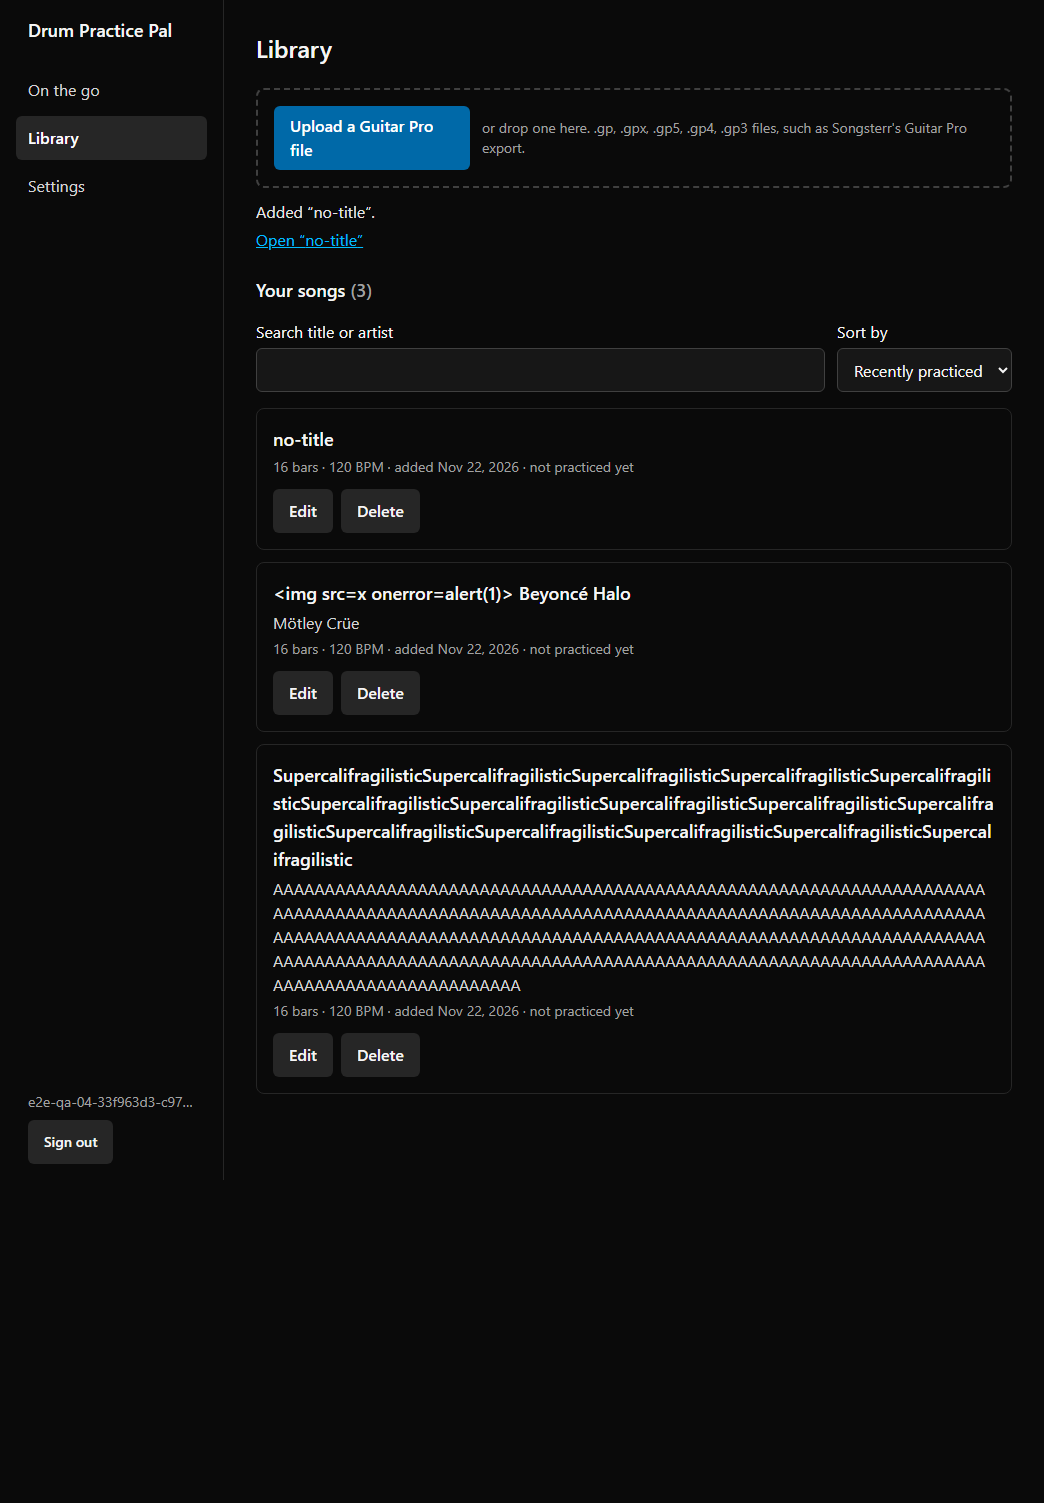 Drum Practice Pal
On the go
Library
Settings
e2e-qa-04-33f963d3-c97...
Sign out
Library
Upload a Guitar Pro
file
or drop one here. .gp, .gpx, .gp5, .gp4, .gp3 files, such as Songsterr's Guitar Pro
export.
Added “no-title”.
Open “no-title”
Your songs (3)
Search title or artist
Sort by
Recently practiced
no-title
16 bars · 120 BPM · added Nov 22, 2026 · not practiced yet
Edit Delete
<img src=x onerror=alert(1)> Beyoncé Halo
Mötley Crüe
16 bars · 120 BPM · added Nov 22, 2026 · not practiced yet
Edit Delete
SupercalifragilisticSupercalifragilisticSupercalifragilisticSupercalifragilisticSupercalifragili
sticSupercalifragilisticSupercalifragilisticSupercalifragilisticSupercalifragilisticSupercalifra
gilisticSupercalifragilisticSupercalifragilisticSupercalifragilisticSupercalifragilisticSupercal
ifragilistic
AAAAAAAAAAAAAAAAAAAAAAAAAAAAAAAAAAAAAAAAAAAAAAAAAAAAAAAAAAAAAAAAAAAAA
AAAAAAAAAAAAAAAAAAAAAAAAAAAAAAAAAAAAAAAAAAAAAAAAAAAAAAAAAAAAAAAAAAAAA
AAAAAAAAAAAAAAAAAAAAAAAAAAAAAAAAAAAAAAAAAAAAAAAAAAAAAAAAAAAAAAAAAAAAA
AAAAAAAAAAAAAAAAAAAAAAAAAAAAAAAAAAAAAAAAAAAAAAAAAAAAAAAAAAAAAAAAAAAAA
AAAAAAAAAAAAAAAAAAAAAAAA
16 bars · 120 BPM · added Nov 22, 2026 · not practiced yet
Edit Delete